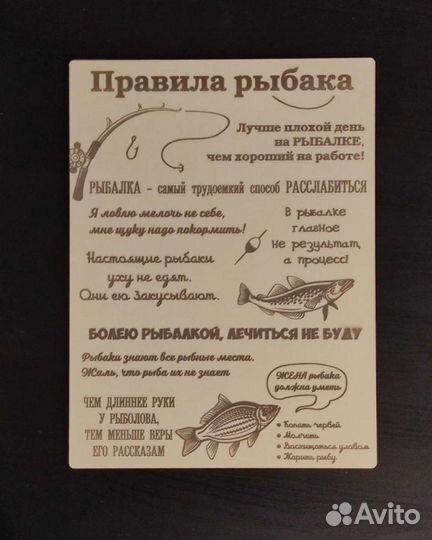 Правила рыбака
Лучше плохой день
на РЫБАЛКЕ,
чем хороший на работе!
РЫБАЛКА - самый трудоемкий способ РАССЛАБИТЬСЯ
Я ловлю мелочь не себе,
мне щуку надо покормить!
В рыбалке
главное
не результат,
а процесс!
Настоящие рыбаки
уху не едят.
Они ею закусывают.
БОЛЕЮ РЫБАЛКОЙ, ЛЕЧИТЬСЯ НЕ БУДУ
Рыбаки знают все рыбные места.
Жаль, что рыба их не знает
ЖЕНА рыбака
должна уметь
• Копать червей
• Молчать
• Восхищаться уловом
• Жарить рыбу
ЧЕМ ДЛИННЕЕ РУКИ
У РЫБОЛОВА,
ТЕМ МЕНЬШЕ ВЕРЫ
ЕГО РАССКАЗАМ
Avito